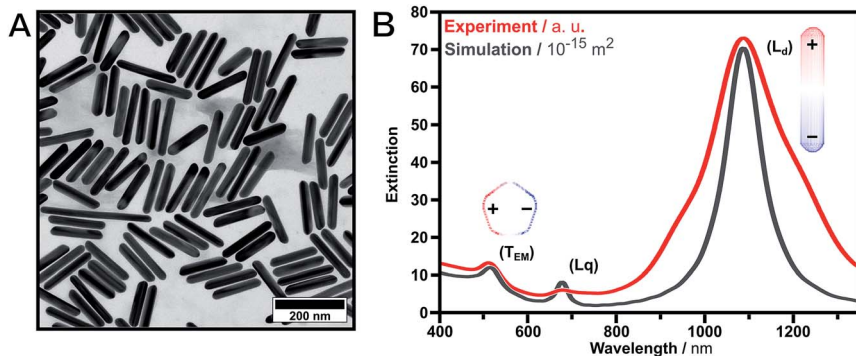 A
200 nm
B
Experiment / a. u.
Simulation / 10⁻¹⁵ m²
(L_d)
+
−
+ −
(T_EM)
(Lq)
Extinction
80
70
60
50
40
30
20
10
0
400 600 800 1000 1200
Wavelength / nm